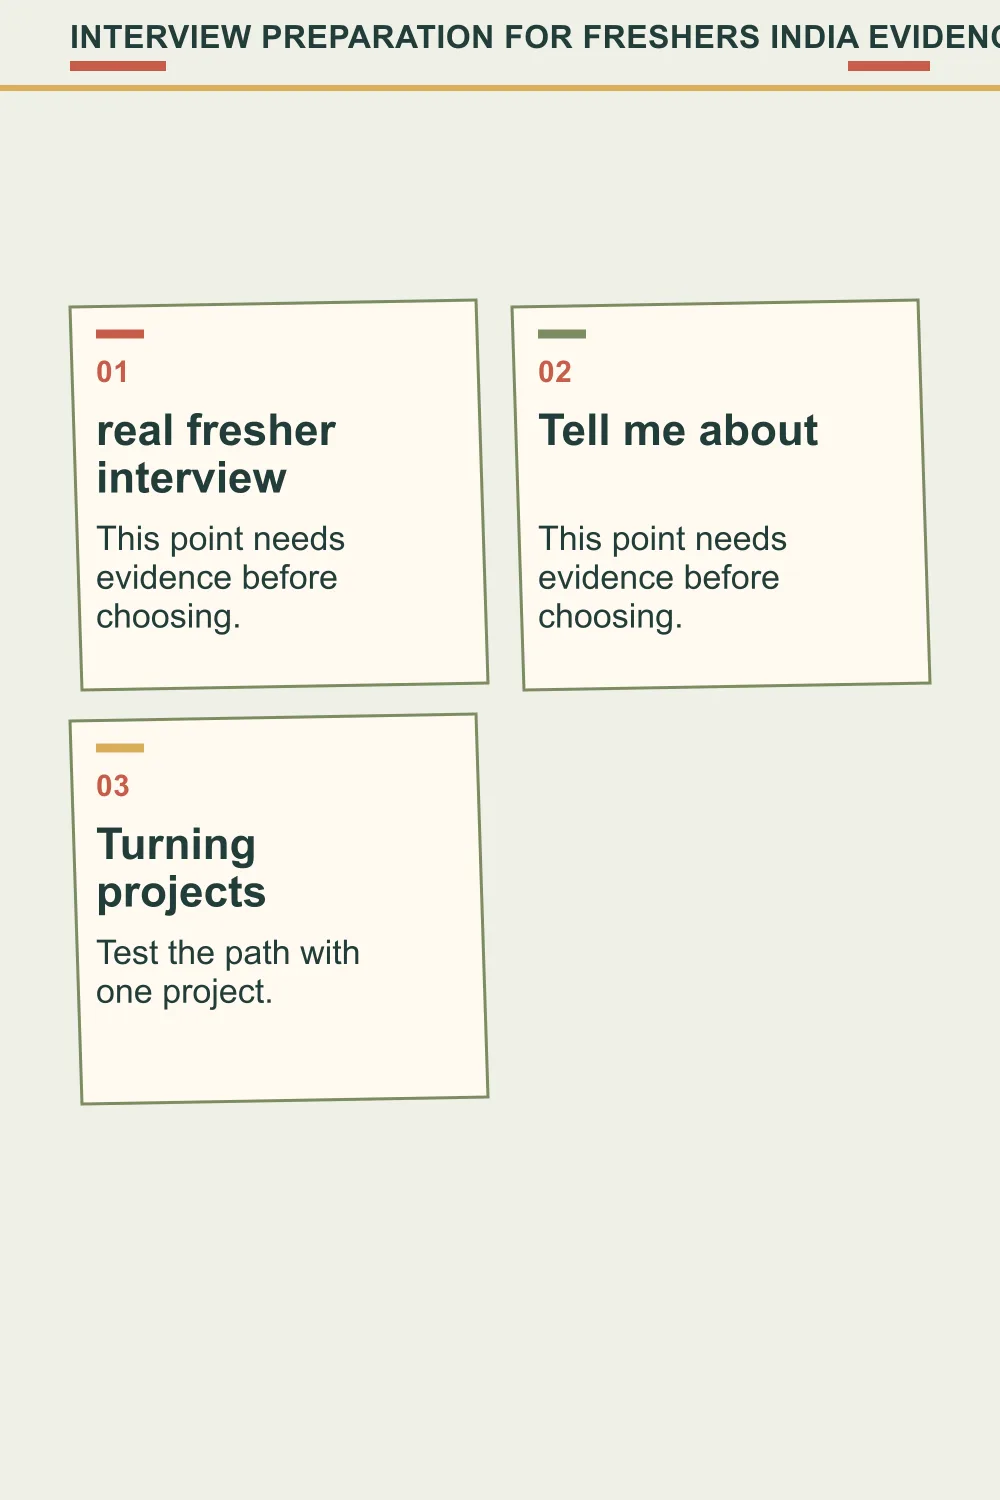 INTERVIEW PREPARATION FOR FRESHERS INDIA
01
real fresher
interview
This point needs
evidence before
choosing.
02
Tell me about
This point needs
evidence before
choosing.
03
Turning
projects
Test the path with
one project.